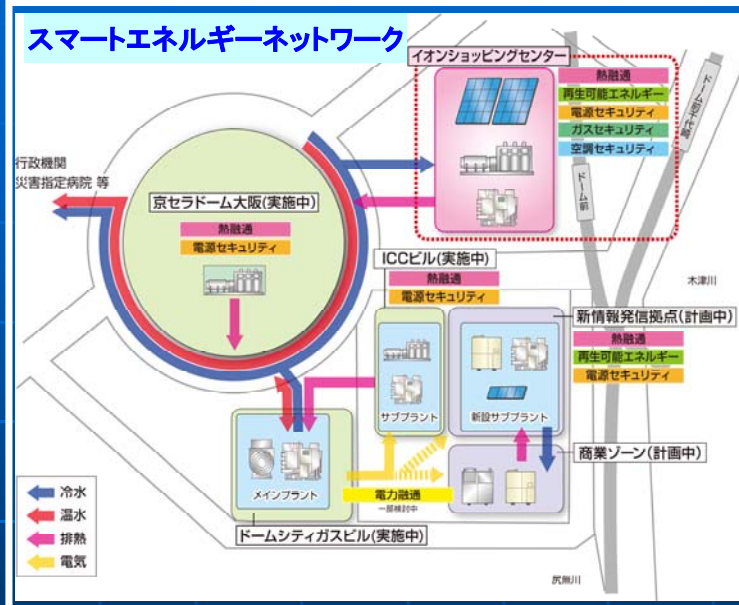 スマートエネルギーネットワーク
イオンショッピングセンター
熱融通
再生可能エネルギー
電源セキュリティ
ガスセキュリティ
空調セキュリティ
ドーム前千代崎
ドーム前
行政機関
災害指定病院 等
京セラドーム大阪(実施中)
熱融通
電源セキュリティ
ICCビル(実施中)
熱融通
電源セキュリティ
木津川
新情報発信拠点(計画中)
熱融通
再生可能エネルギー
電源セキュリティ
サブプラント
新設サブプラント
商業ゾーン(計画中)
メインプラント
電力融通
一部検討中
ドームシティガスビル(実施中)
冷水
温水
排熱
電気
尻無川